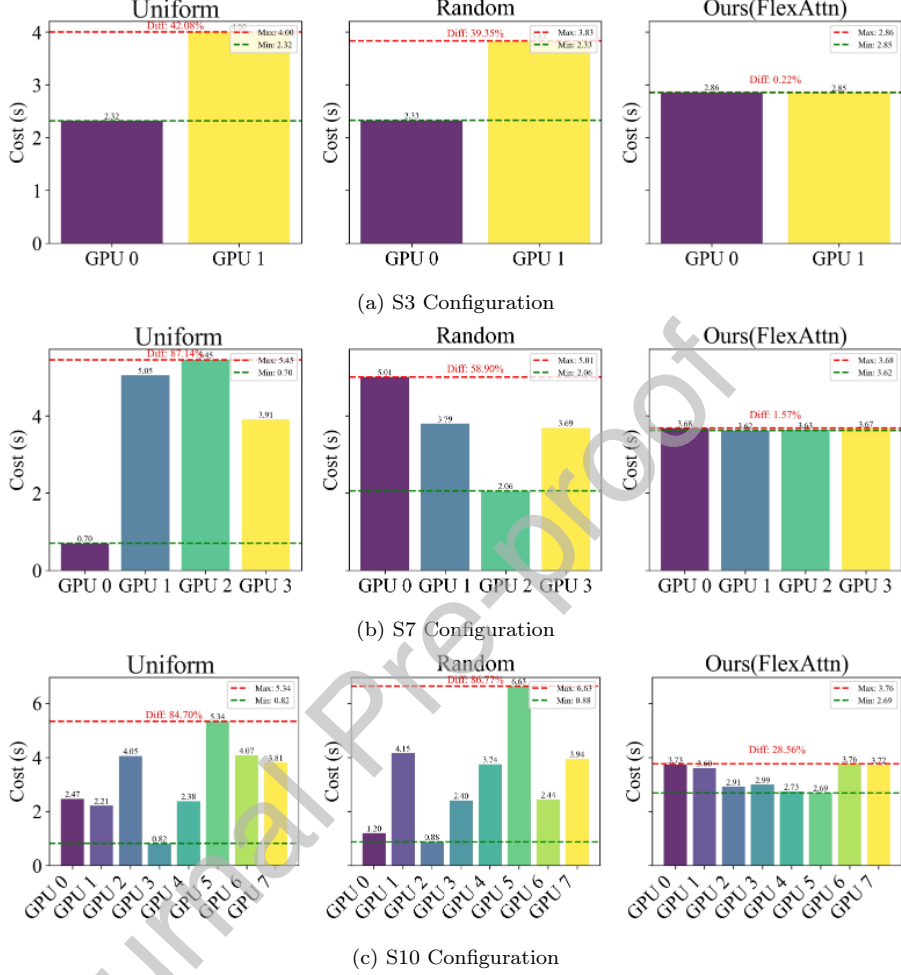 Uniform
Random
Ours(FlexAttn)
Diff: 42.08%
Max: 4.00
Min: 2.32
2.32
Cost (s)
4
3
2
1
0
GPU 0
GPU 1
Diff: 39.35%
Max: 3.83
Min: 2.33
2.33
Cost (s)
GPU 0
GPU 1
Max: 2.86
Min: 2.85
Diff: 0.22%
2.86
2.85
Cost (s)
GPU 0
GPU 1
(a) S3 Configuration
Uniform
Random
Ours(FlexAttn)
Diff: 87.14%
5.45
Max: 5.45
Min: 0.70
0.70
5.05
3.91
Cost (s)
4
2
0
GPU 0
GPU 1
GPU 2
GPU 3
Diff: 58.90%
Max: 5.01
Min: 2.06
5.01
3.79
2.06
3.69
Cost (s)
GPU 0
GPU 1
GPU 2
GPU 3
Max: 3.68
Min: 3.62
Diff: 1.57%
3.68
3.62
3.63
3.67
Cost (s)
GPU 0
GPU 1
GPU 2
GPU 3
(b) S7 Configuration
Uniform
Random
Ours(FlexAttn)
Max: 5.34
Min: 0.82
Diff: 84.70%
2.47
2.21
4.05
0.82
2.38
5.34
4.07
3.81
Cost (s)
6
4
2
0
GPU 0
GPU 1
GPU 2
GPU 3
GPU 4
GPU 5
GPU 6
GPU 7
Diff: 86.77%
Max: 6.63
Min: 0.88
1.20
4.15
0.88
2.40
3.74
6.63
2.44
3.94
Cost (s)
GPU 0
GPU 1
GPU 2
GPU 3
GPU 4
GPU 5
GPU 6
GPU 7
Max: 3.76
Min: 2.69
Diff: 28.56%
3.73
3.60
2.91
2.99
2.73
2.69
3.76
3.72
Cost (s)
GPU 0
GPU 1
GPU 2
GPU 3
GPU 4
GPU 5
GPU 6
GPU 7
(c) S10 Configuration
urnal Pre-proof